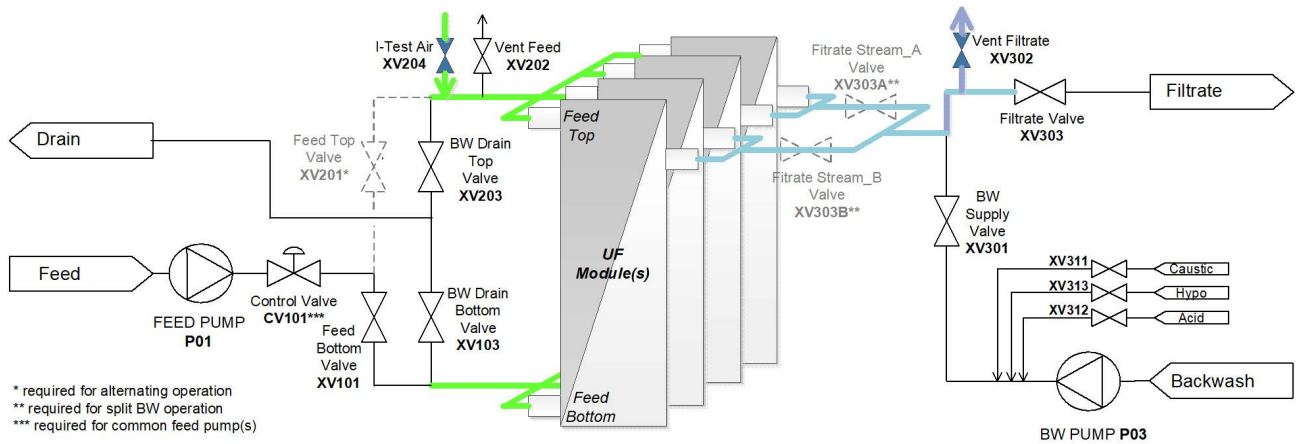 I-Test Air
XV204
Vent Feed
XV202
Fitrate Stream_A
Valve
XV303A**
Vent Filtrate
XV302
Filtrate
Filtrate Valve
XV303
Drain
Feed Top
Valve
XV201*
BW Drain
Top
Valve
XV203
Feed
Top
Fitrate Stream_B
Valve
XV303B**
BW
Supply
Valve
XV301
UF
Module(s)
Feed
FEED PUMP
P01
Control Valve
CV101***
Feed
Bottom
Valve
XV101
BW Drain
Bottom
Valve
XV103
XV311
Caustic
XV313
Hypo
XV312
Acid
Feed
Bottom
Backwash
BW PUMP P03
* required for alternating operation
** required for split BW operation
*** required for common feed pump(s)